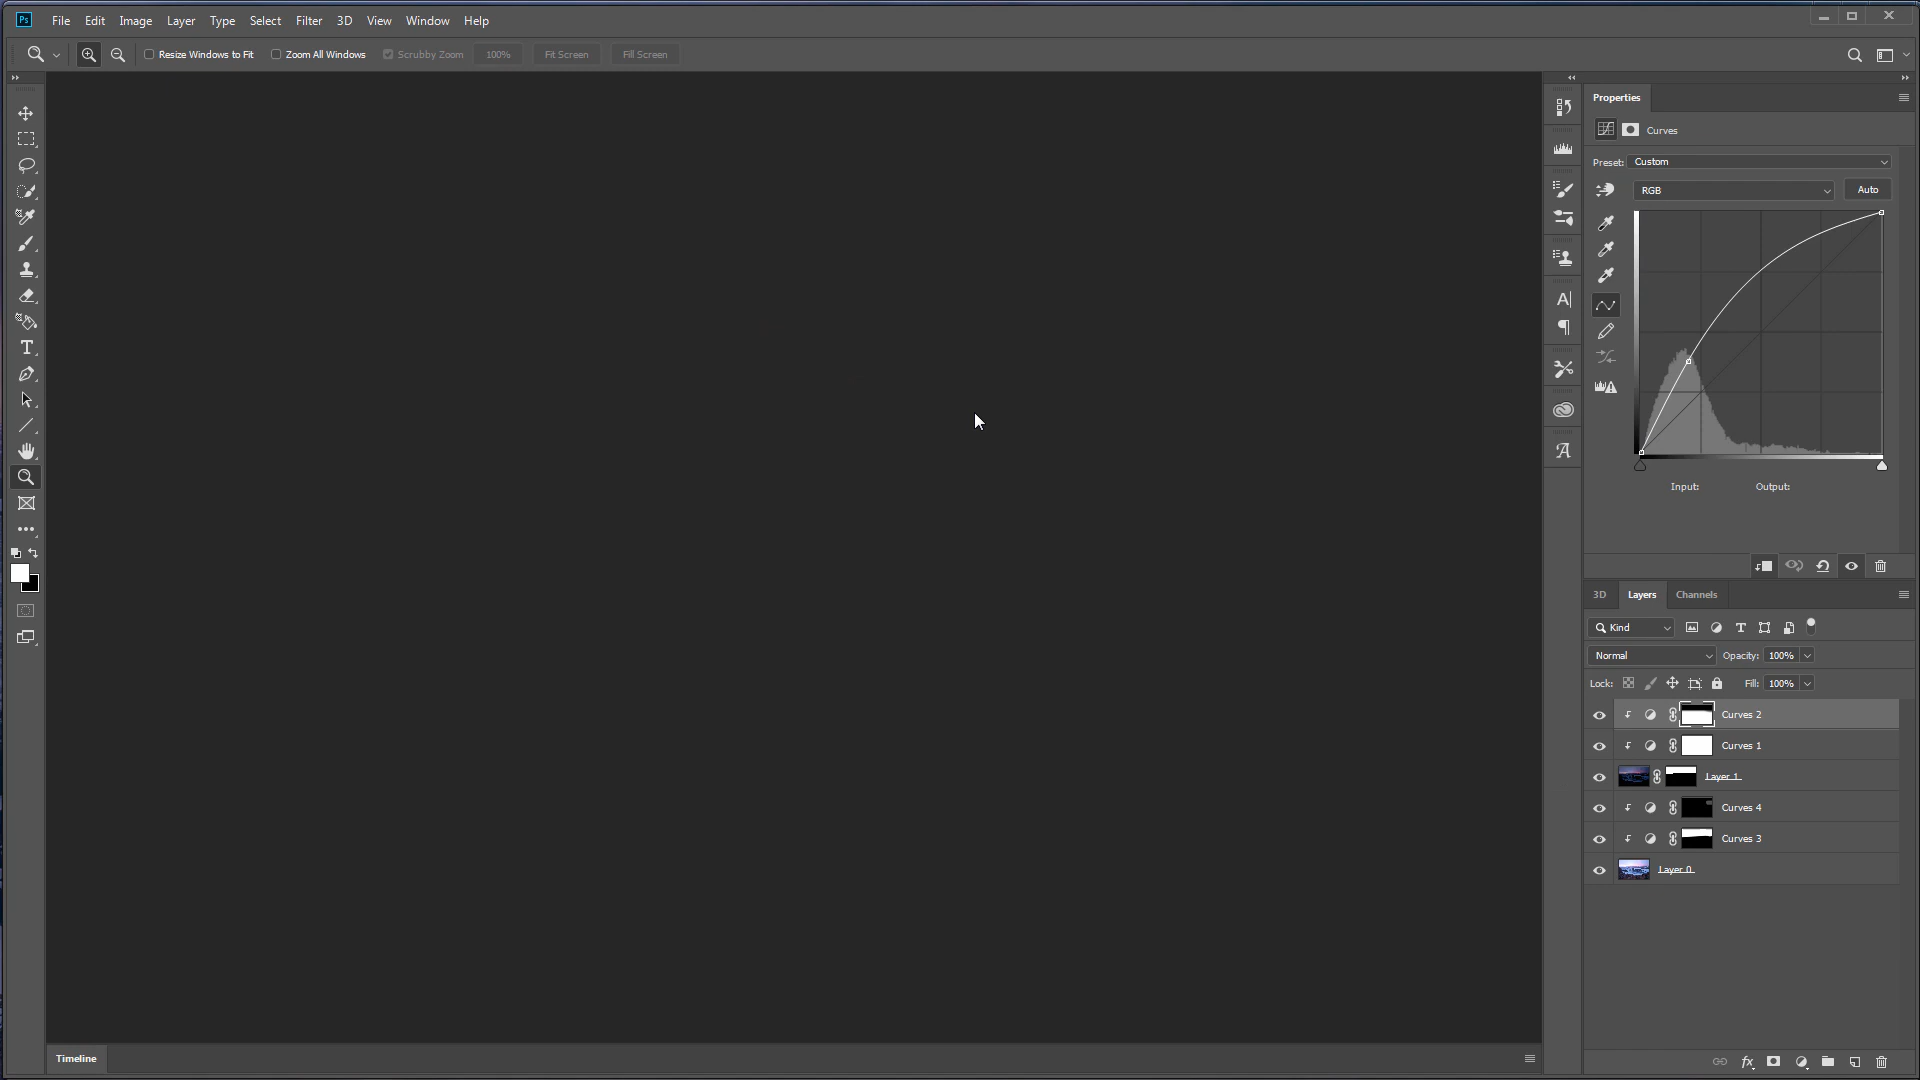 Ps File Edit Image Layer Type Select Filter 3D View Window Help
Resize Windows to Fit Zoom All Windows Scrubby Zoom 100% Fit Screen Fill Screen
Properties
Curves
Preset: Custom
RGB Auto
Input: Output:
3D Layers Channels
Kind
Normal Opacity: 100%
Lock: Fill: 100%
Curves 2
Curves 1
Layer 1
Curves 4
Curves 3
Layer 0
Timeline